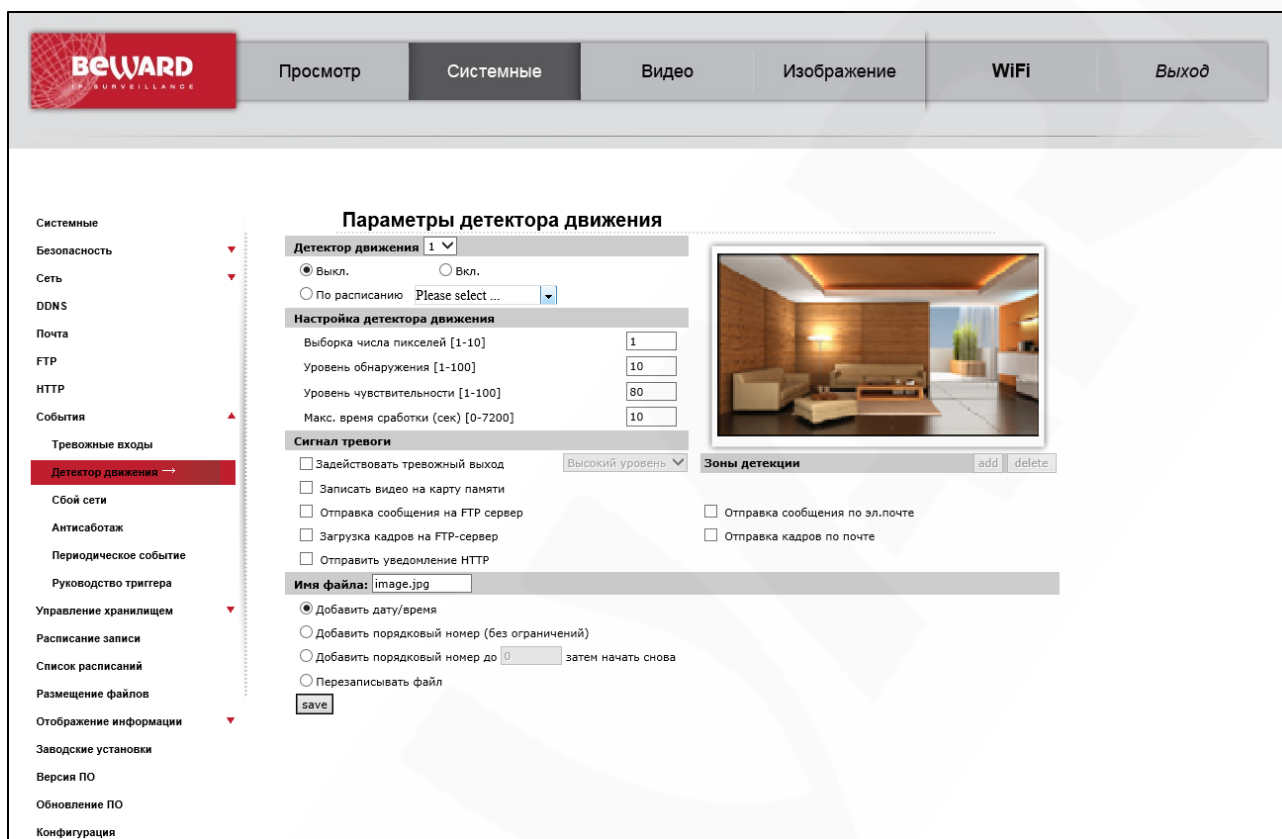 BEWARD
IP SURVEILLANCE
Просмотр
Системные
Видео
Изображение
WiFi
Выход
Системные
Безопасность
Сеть
DDNS
Почта
FTP
HTTP
События
Тревожные входы
Детектор движения →
Сбой сети
Антисаботаж
Периодическое событие
Руководство триггера
Управление хранилищем
Расписание записи
Список расписаний
Размещение файлов
Отображение информации
Заводские установки
Версия ПО
Обновление ПО
Конфигурация
Параметры детектора движения
Детектор движения 1
Выкл. Вкл.
По расписанию Please select ...
Настройка детектора движения
Выборка числа пикселей [1-10] 1
Уровень обнаружения [1-100] 10
Уровень чувствительности [1-100] 80
Макс. время сработки (сек) [0-7200] 10
Сигнал тревоги
Задействовать тревожный выход Высокий уровень
Зоны детекции add delete
Записать видео на карту памяти
Отправка сообщения на FTP сервер Отправка сообщения по эл.почте
Загрузка кадров на FTP-сервер Отправка кадров по почте
Отправить уведомление HTTP
Имя файла: image.jpg
Добавить дату/время
Добавить порядковый номер (без ограничений)
Добавить порядковый номер до 0 затем начать снова
Перезаписывать файл
save